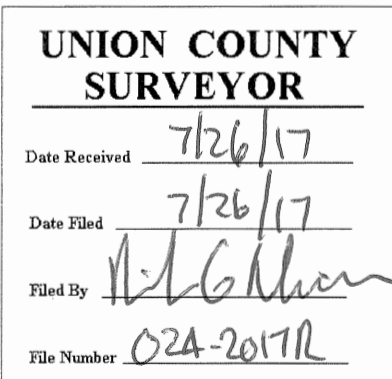 UNION COUNTY
SURVEYOR
Date Received 7/26/17
Date Filed 7/26/17
Filed By
File Number 024-2017R